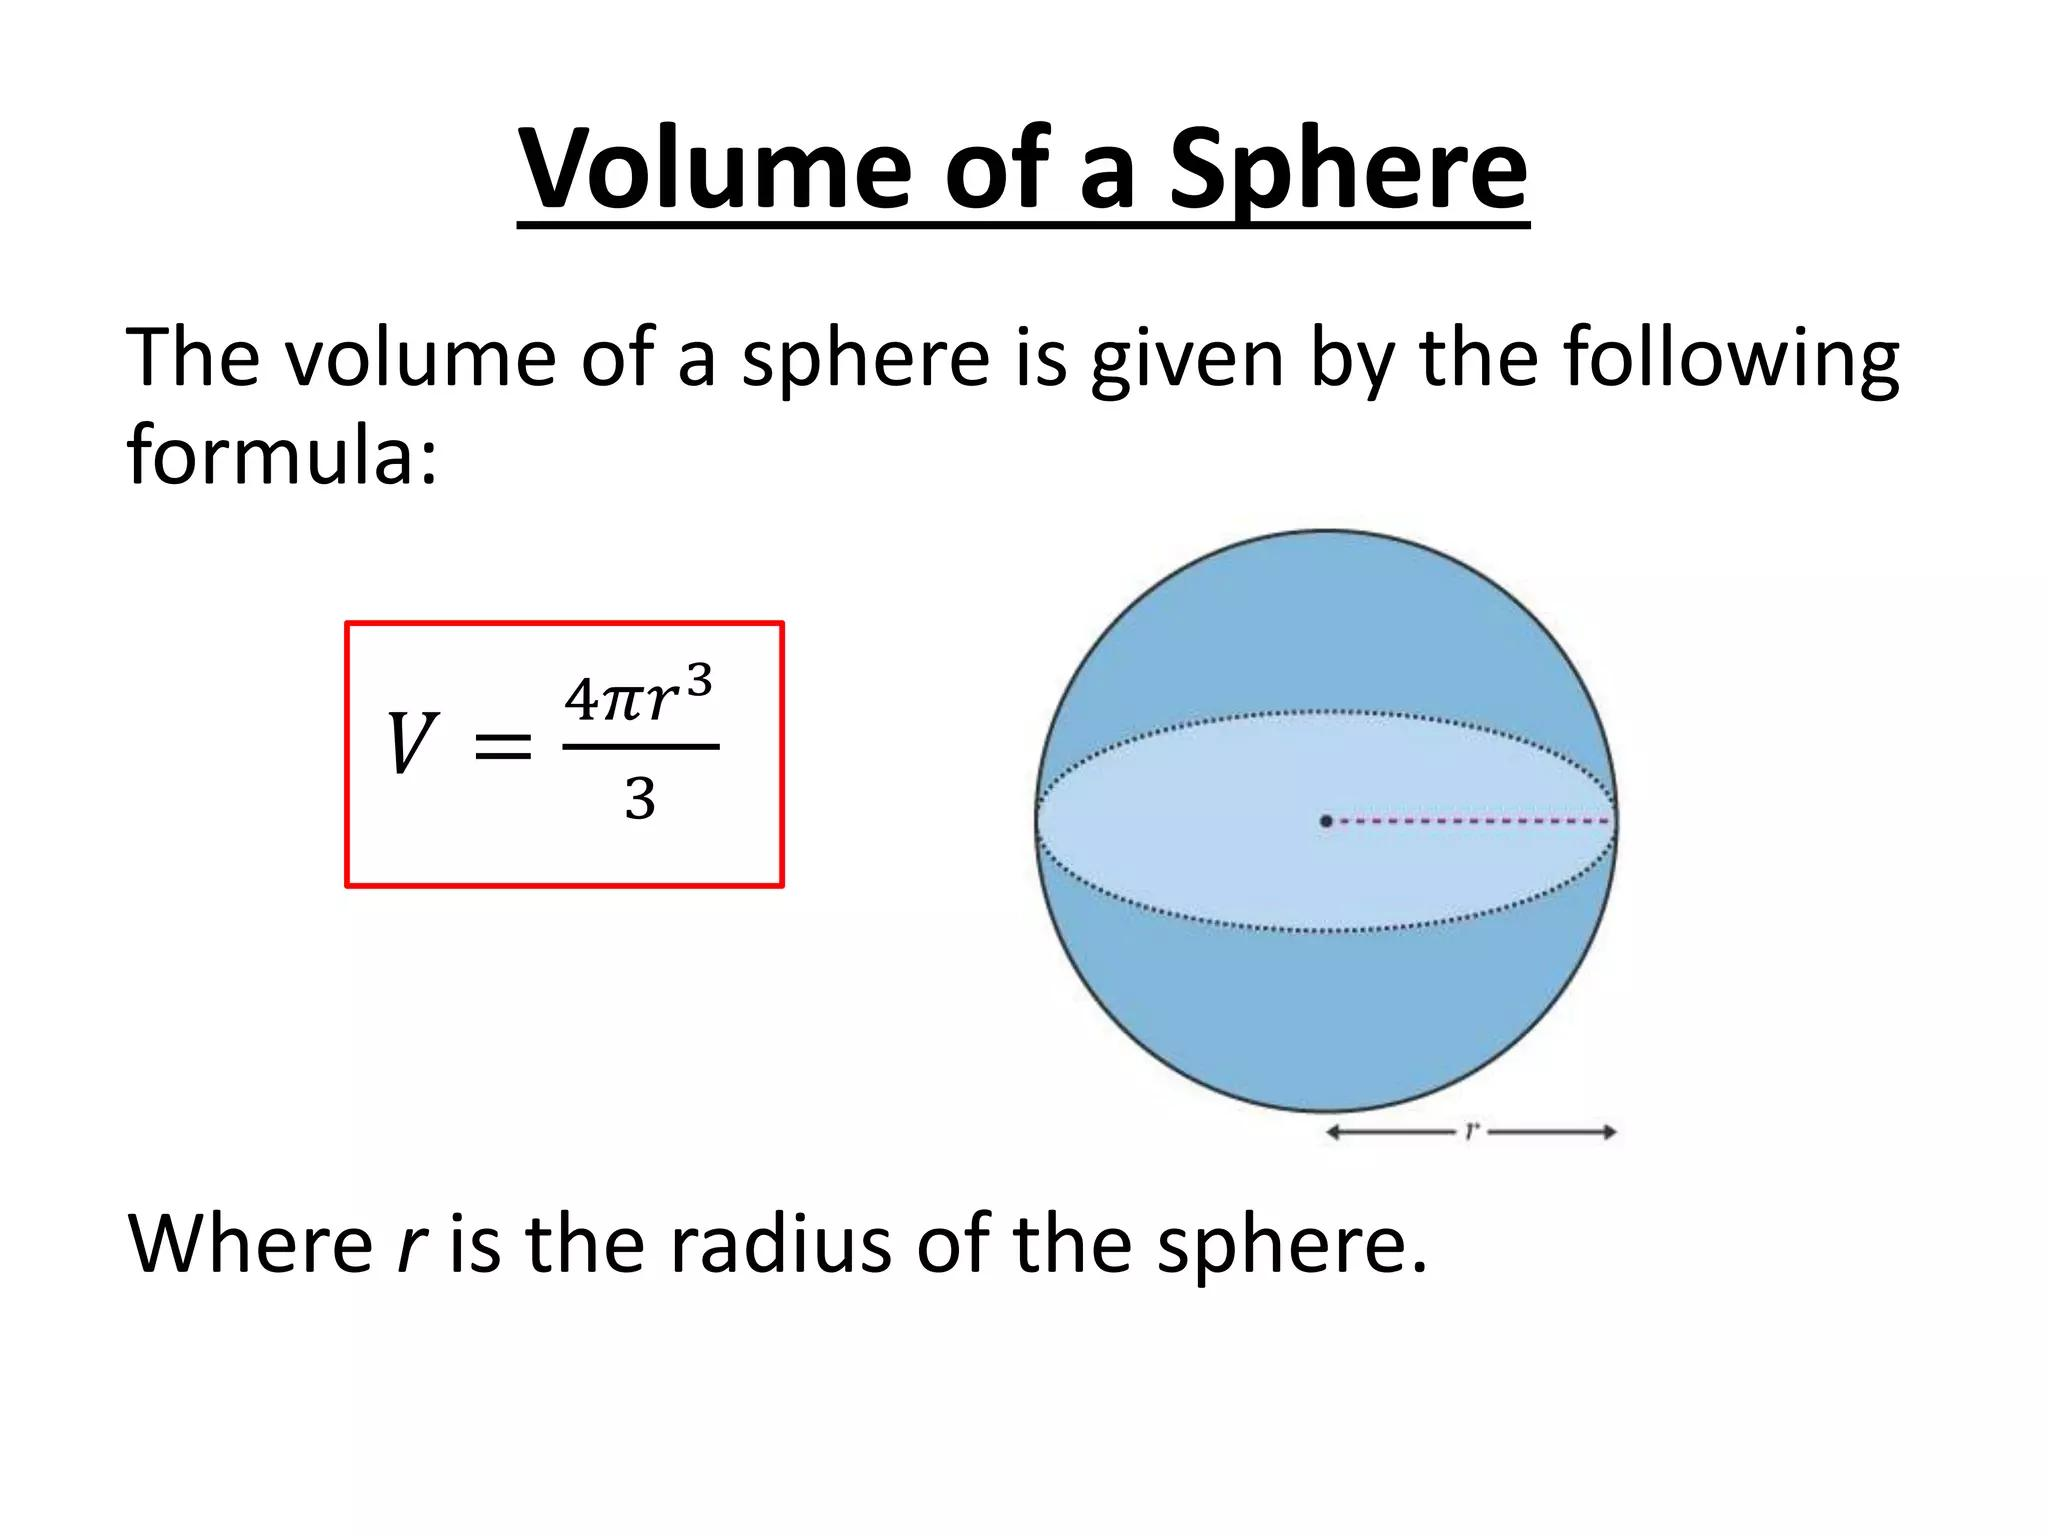 Volume of a Sphere
The volume of a sphere is given by the following
formula:
𝑉 = 4𝜋𝑟³/3
r
Where r is the radius of the sphere.